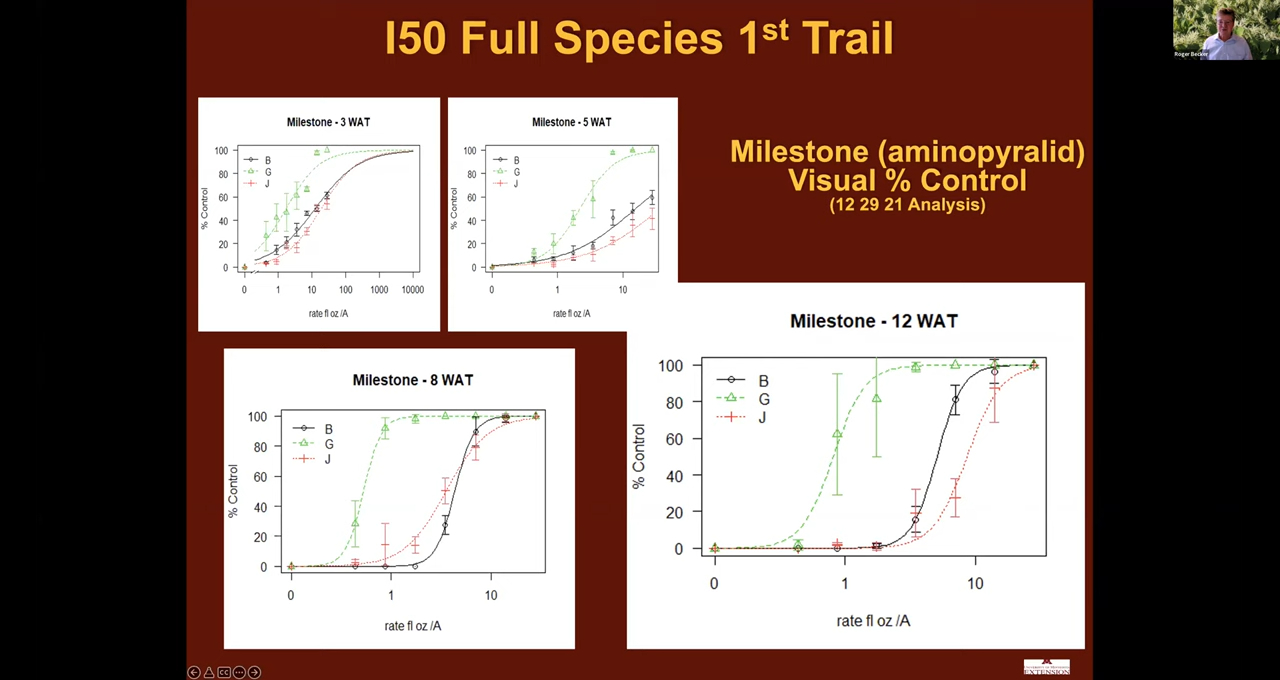 I50 Full Species 1st Trail
Roger Becker
Milestone (aminopyralid)
Visual % Control
(12 29 21 Analysis)
Milestone - 3 WAT
% Control
100
80
60
40
20
0
B
G
J
0 1 10 100 1000 10000
rate fl oz /A
Milestone - 5 WAT
% Control
100
80
60
40
20
0
B
G
J
0 1 10
rate fl oz /A
Milestone - 8 WAT
% Control
100
80
60
40
20
0
B
G
J
0 1 10
rate fl oz /A
Milestone - 12 WAT
% Control
100
80
60
40
20
0
B
G
J
0 1 10
rate fl oz /A
CC
EXTENSION